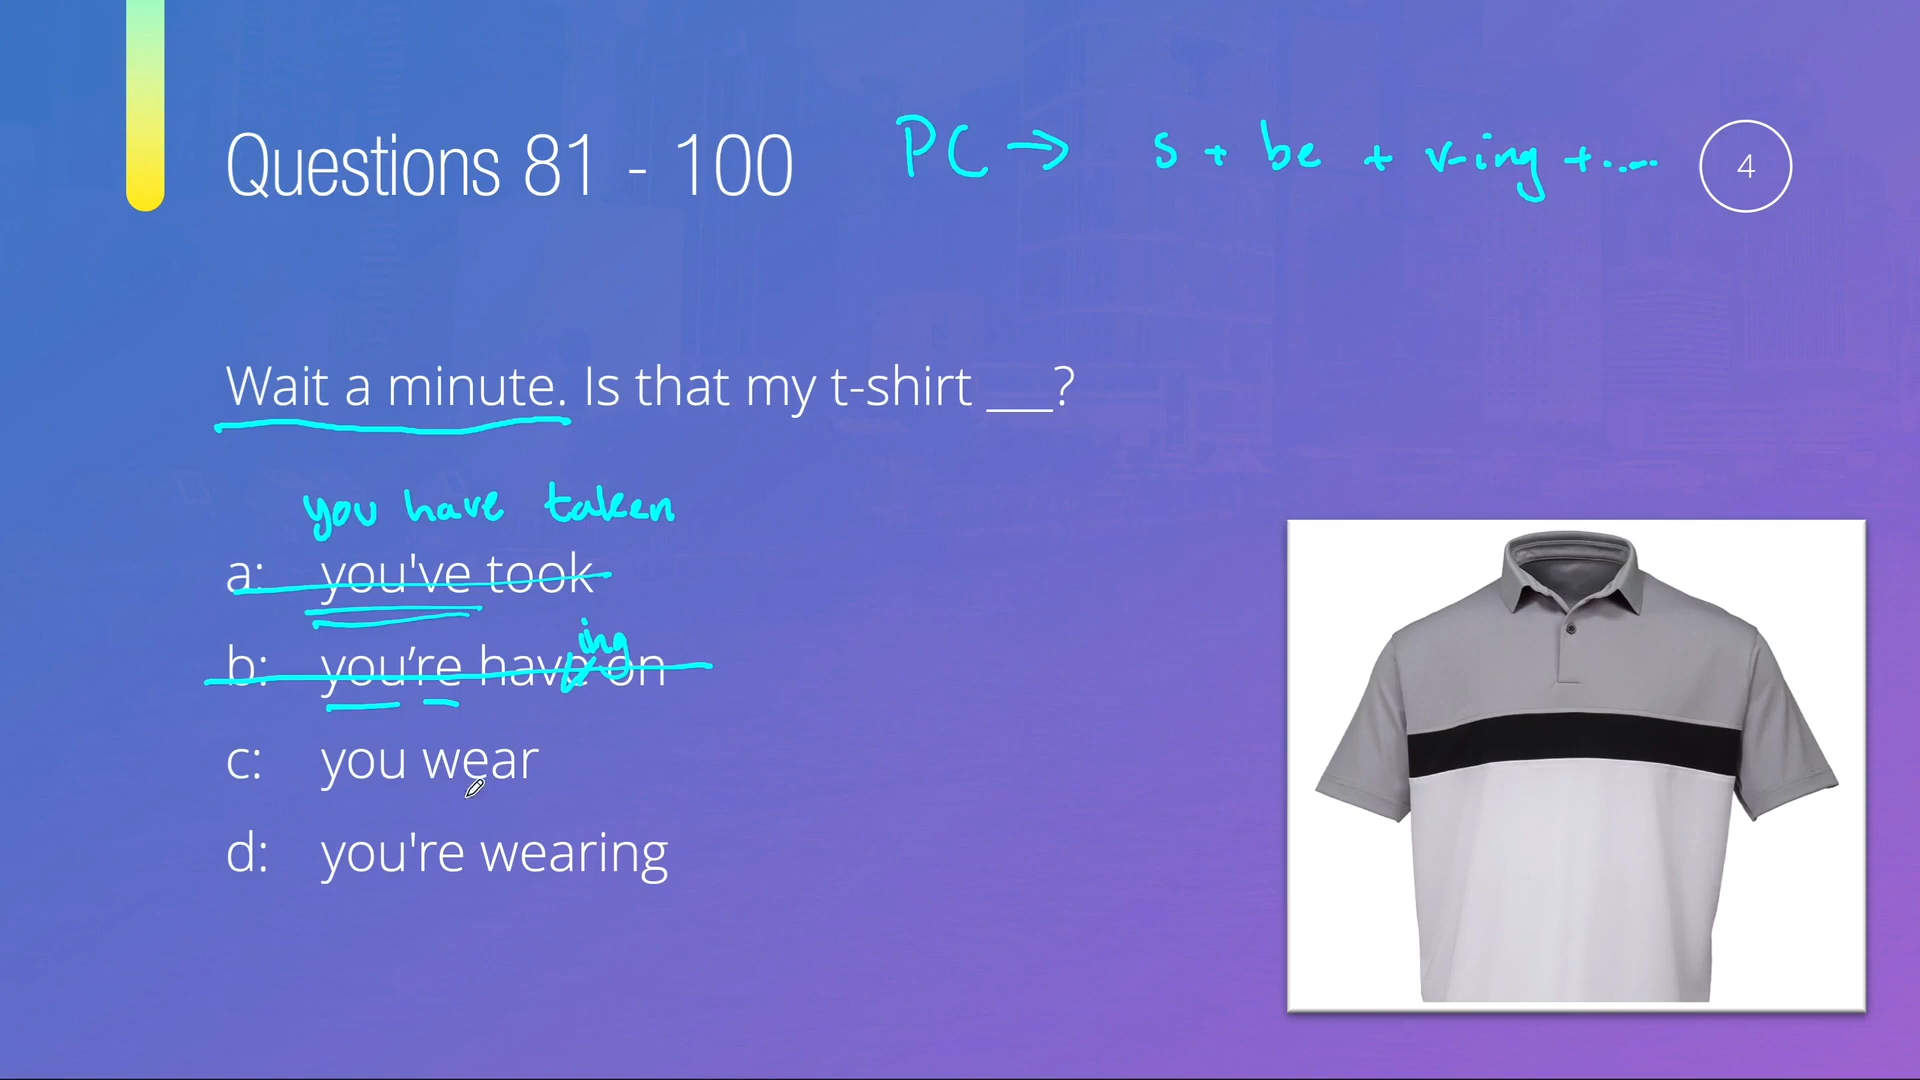 Questions 81 - 100
PC → s + be + v-ing + ....
4
Wait a minute. Is that my t-shirt ___?
you have taken
a: you've took
ing
b: you’re have on
c: you wear
d: you're wearing